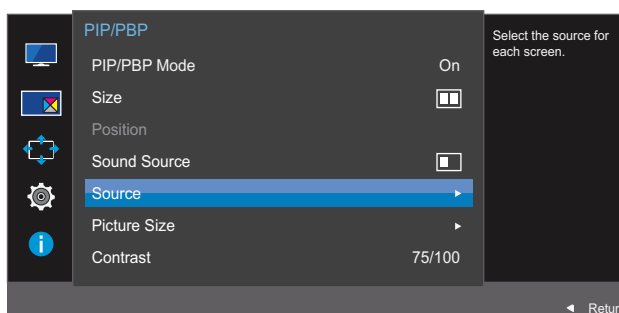 PIP/PBP
PIP/PBP Mode On
Size
Position
Sound Source
Source
Picture Size
Contrast 75/100
Select the source for
each screen.
Retur